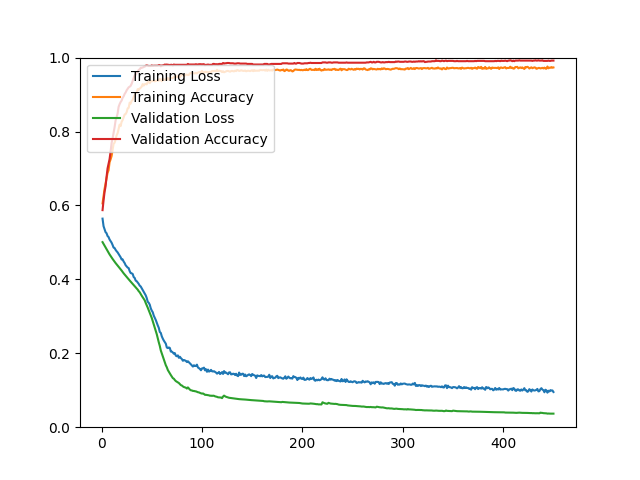 Training Loss
Training Accuracy
Validation Loss
Validation Accuracy
1.0
0.8
0.6
0.4
0.2
0.0
0 100 200 300 400